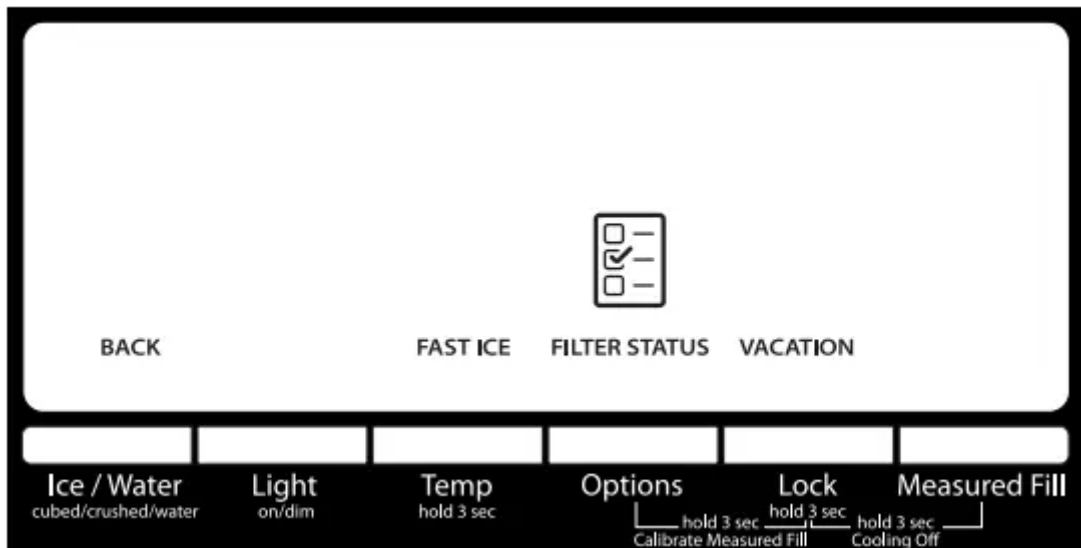 BACK FAST ICE FILTER STATUS VACATION
Ice / Water Light Temp Options Lock Measured Fill
cubed/crushed/water on/dim hold 3 sec hold 3 sec
hold 3 sec hold 3 sec
Calibrate Measured Fill Cooling Off